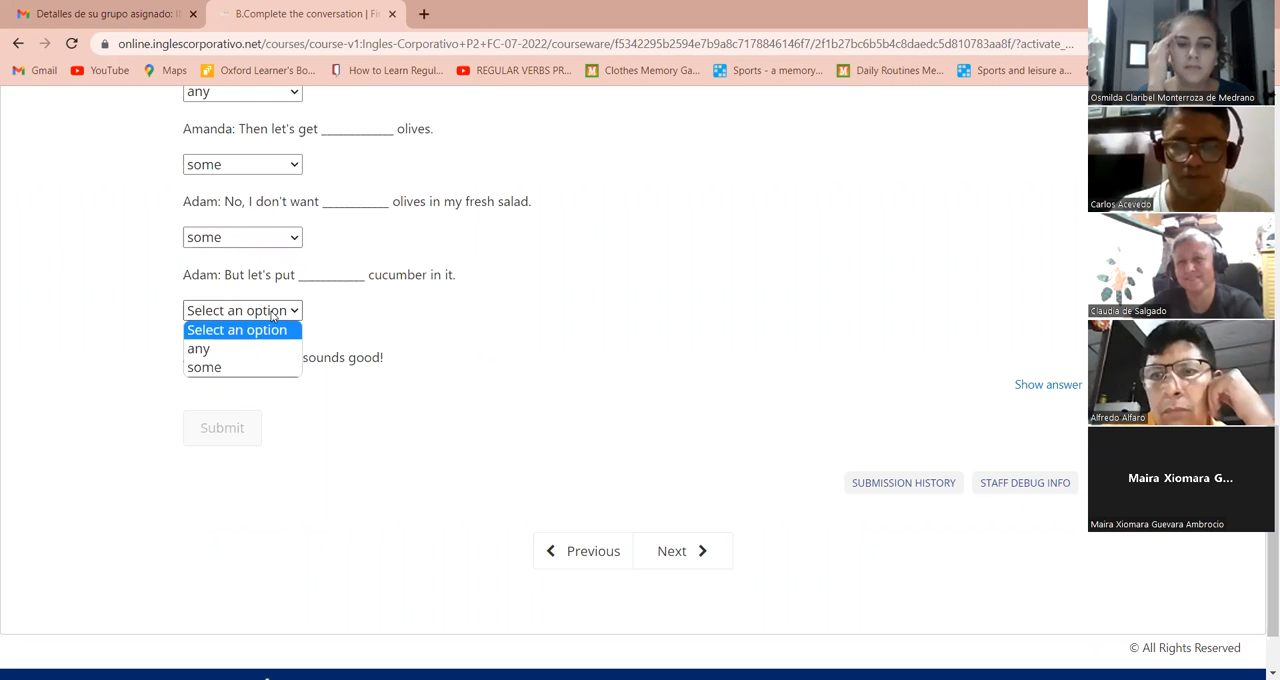 Detalles de su grupo asignado: I
B.Complete the conversation | Fi
online.inglescorporativo.net/courses/course-v1:Ingles-Corporativo+P2+FC-07-2022/courseware/f5342295b2594e7b9a8c7178846146f7/2f1b27bc6b5b4c8daedc5d810783aa8f/?activate_...
Gmail
YouTube
Maps
Oxford Learner's Bo...
How to Learn Regul...
REGULAR VERBS PR...
Clothes Memory Ga...
Sports - a memory...
Daily Routines Me...
Sports and leisure a...
any
Amanda: Then let's get ____________ olives.
some
Adam: No, I don't want ___________ olives in my fresh salad.
some
Adam: But let's put ___________ cucumber in it.
Select an option
Select an option
any
some
sounds good!
Show answer
Submit
SUBMISSION HISTORY
STAFF DEBUG INFO
Previous
Next
© All Rights Reserved
Osmilda Claribel Monterroza de Medrano
Carlos Acevedo
Claudia de Salgado
Alfredo Alfaro
Maira Xiomara G...
Maira Xiomara Guevara Ambrocio